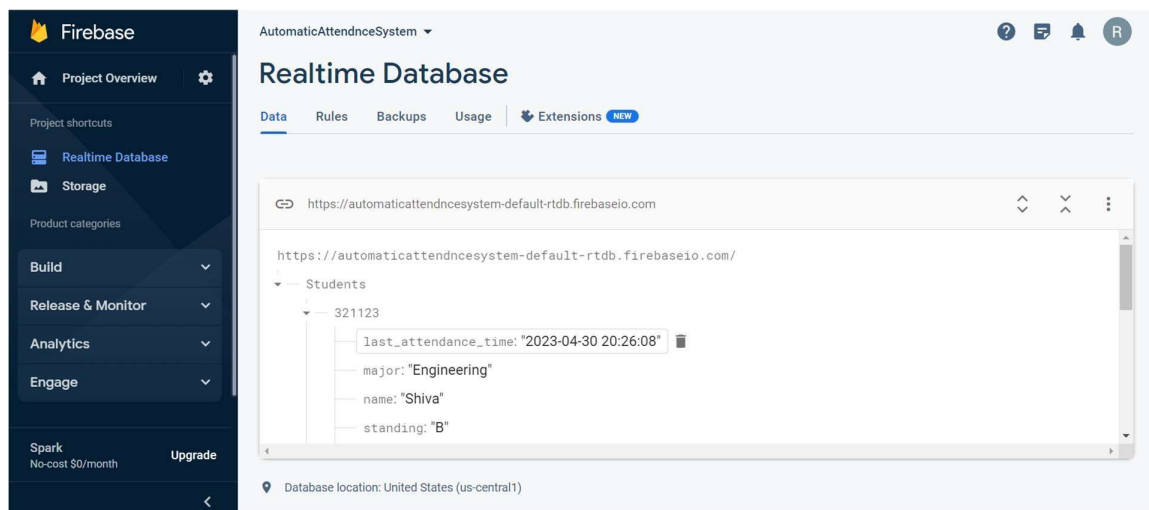 Firebase
Project Overview
Project shortcuts
Realtime Database
Storage
Product categories
Build
Release & Monitor
Analytics
Engage
Spark
No-cost $0/month
Upgrade
AutomaticAttendnceSystem
R
Realtime Database
Data Rules Backups Usage Extensions NEW
https://automaticattendncesystem-default-rtdb.firebaseio.com
https://automaticattendncesystem-default-rtdb.firebaseio.com/
Students
321123
last_attendance_time: "2023-04-30 20:26:08"
major: "Engineering"
name: "Shiva"
standing: "B"
Database location: United States (us-central1)